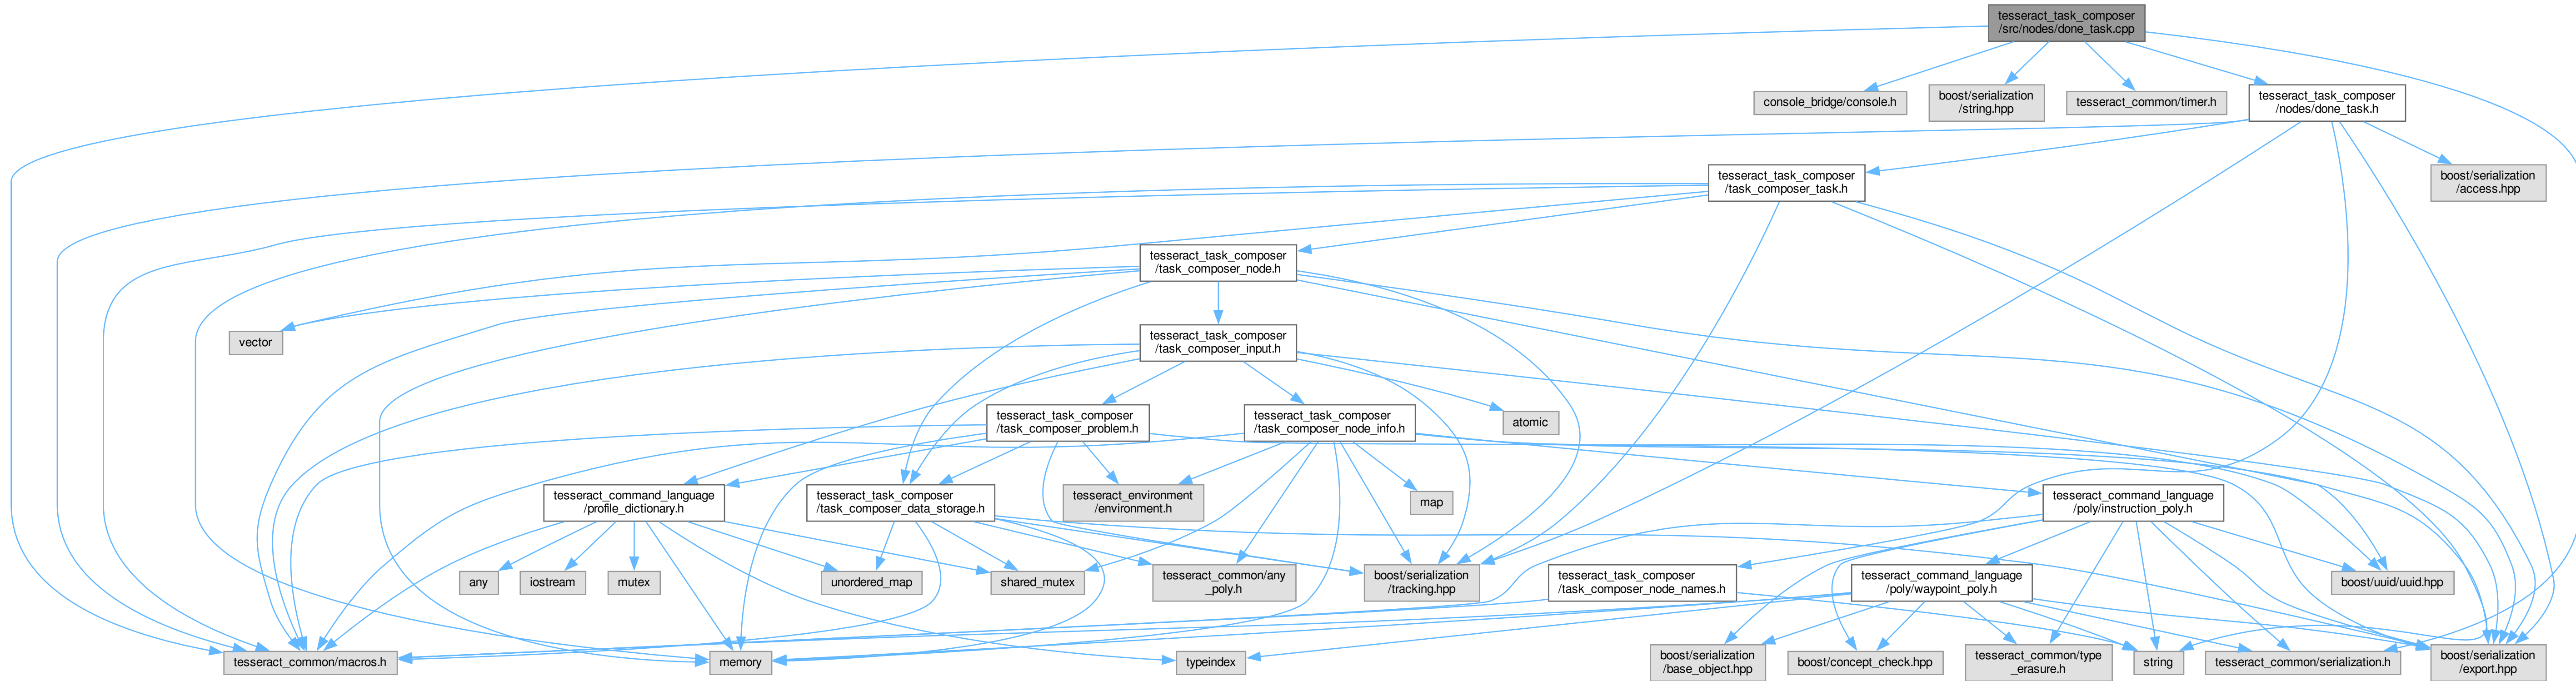 tesseract_task_composer
/src/nodes/done_task.cpp
console_bridge/console.h
boost/serialization
/string.hpp
tesseract_common/timer.h
tesseract_task_composer
/nodes/done_task.h
tesseract_task_composer
/task_composer_task.h
boost/serialization
/access.hpp
tesseract_task_composer
/task_composer_node.h
vector
tesseract_task_composer
/task_composer_input.h
tesseract_task_composer
/task_composer_problem.h
tesseract_task_composer
/task_composer_node_info.h
atomic
tesseract_command_language
/profile_dictionary.h
tesseract_task_composer
/task_composer_data_storage.h
tesseract_environment
/environment.h
map
tesseract_command_language
/poly/instruction_poly.h
any
iostream
mutex
unordered_map
shared_mutex
tesseract_common/any
_poly.h
boost/serialization
/tracking.hpp
tesseract_task_composer
/task_composer_node_names.h
tesseract_command_language
/poly/waypoint_poly.h
boost/uuid/uuid.hpp
tesseract_common/macros.h
memory
typeindex
boost/serialization
/base_object.hpp
boost/concept_check.hpp
tesseract_common/type
_erasure.h
string
tesseract_common/serialization.h
boost/serialization
/export.hpp